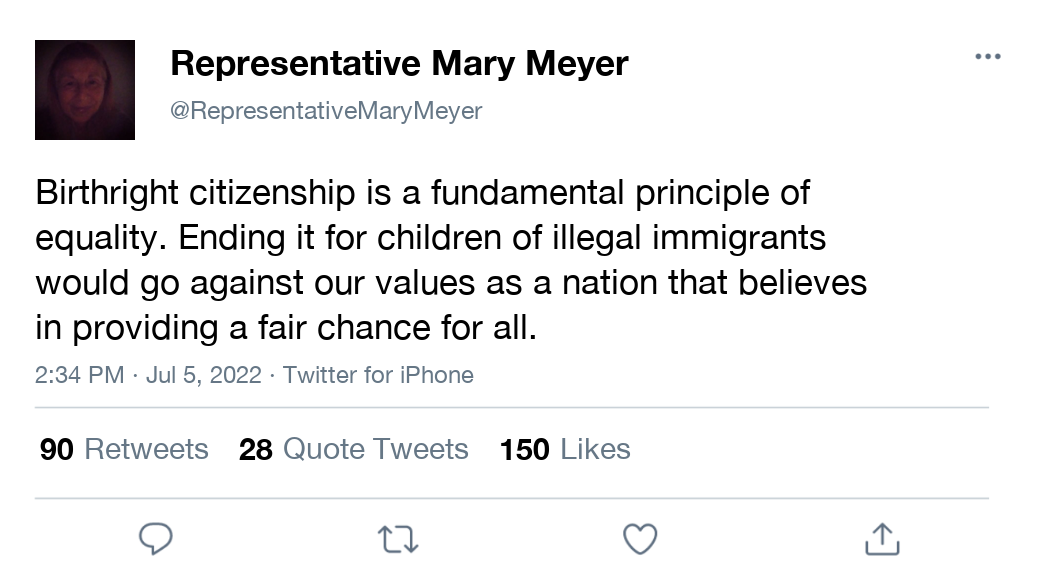 Representative Mary Meyer
@RepresentativeMaryMeyer
Birthright citizenship is a fundamental principle of
equality. Ending it for children of illegal immigrants
would go against our values as a nation that believes
in providing a fair chance for all.
2:34 PM · Jul 5, 2022 · Twitter for iPhone
90 Retweets 28 Quote Tweets 150 Likes